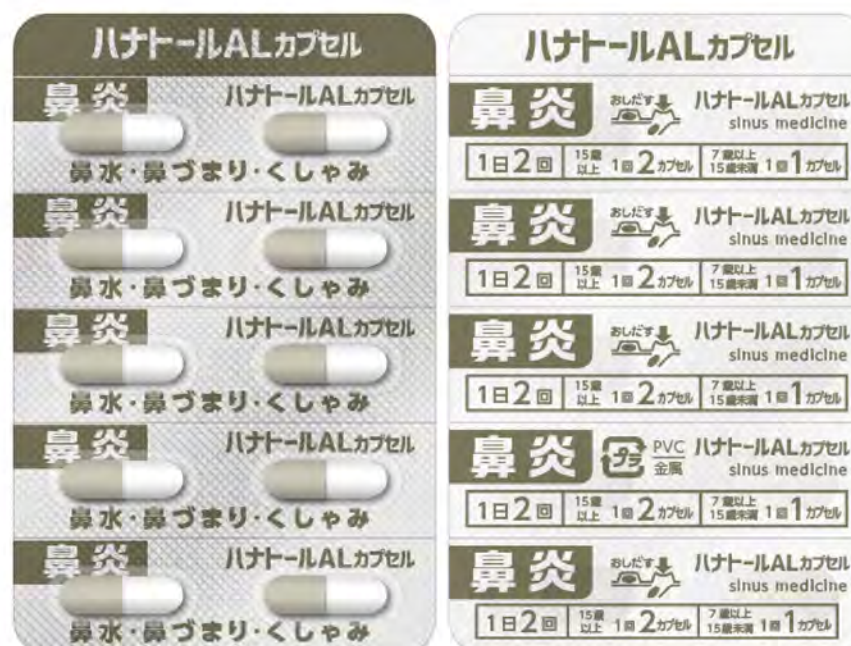 ハナトールALカプセル
鼻炎 ハナトールALカプセル
鼻水・鼻づまり・くしゃみ
鼻炎 ハナトールALカプセル
鼻水・鼻づまり・くしゃみ
鼻炎 ハナトールALカプセル
鼻水・鼻づまり・くしゃみ
鼻炎 ハナトールALカプセル
鼻水・鼻づまり・くしゃみ
鼻炎 ハナトールALカプセル
鼻水・鼻づまり・くしゃみ
ハナトールALカプセル
鼻炎 おしだす ハナトールALカプセル
sinus medicine
1日2回 15歳以上 1回2カプセル 7歳以上15歳未満 1回1カプセル
鼻炎 おしだす ハナトールALカプセル
sinus medicine
1日2回 15歳以上 1回2カプセル 7歳以上15歳未満 1回1カプセル
鼻炎 おしだす ハナトールALカプセル
sinus medicine
1日2回 15歳以上 1回2カプセル 7歳以上15歳未満 1回1カプセル
鼻炎 プラ PVC 金属 ハナトールALカプセル
sinus medicine
1日2回 15歳以上 1回2カプセル 7歳以上15歳未満 1回1カプセル
鼻炎 おしだす ハナトールALカプセル
sinus medicine
1日2回 15歳以上 1回2カプセル 7歳以上15歳未満 1回1カプセル